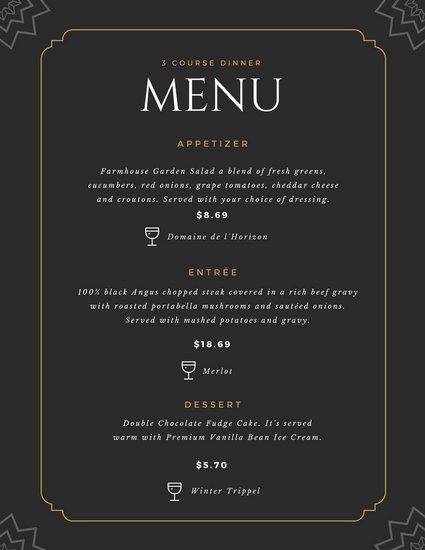 3 COURSE DINNER
MENU
APPETIZER
Farmhouse Garden Salad a blend of fresh greens,
cucumbers, red onions, grape tomatoes, cheddar cheese
and croutons. Served with your choice of dressing.
$8.69
Domaine de l'Horizon
ENTRÉE
100% black Angus chopped steak covered in a rich beef gravy
with roasted portabella mushrooms and sautéed onions.
Served with mashed potatoes and gravy.
$18.69
Merlot
DESSERT
Double Chocolate Fudge Cake. It's served
warm with Premium Vanilla Bean Ice Cream.
$5.70
Winter Trippel